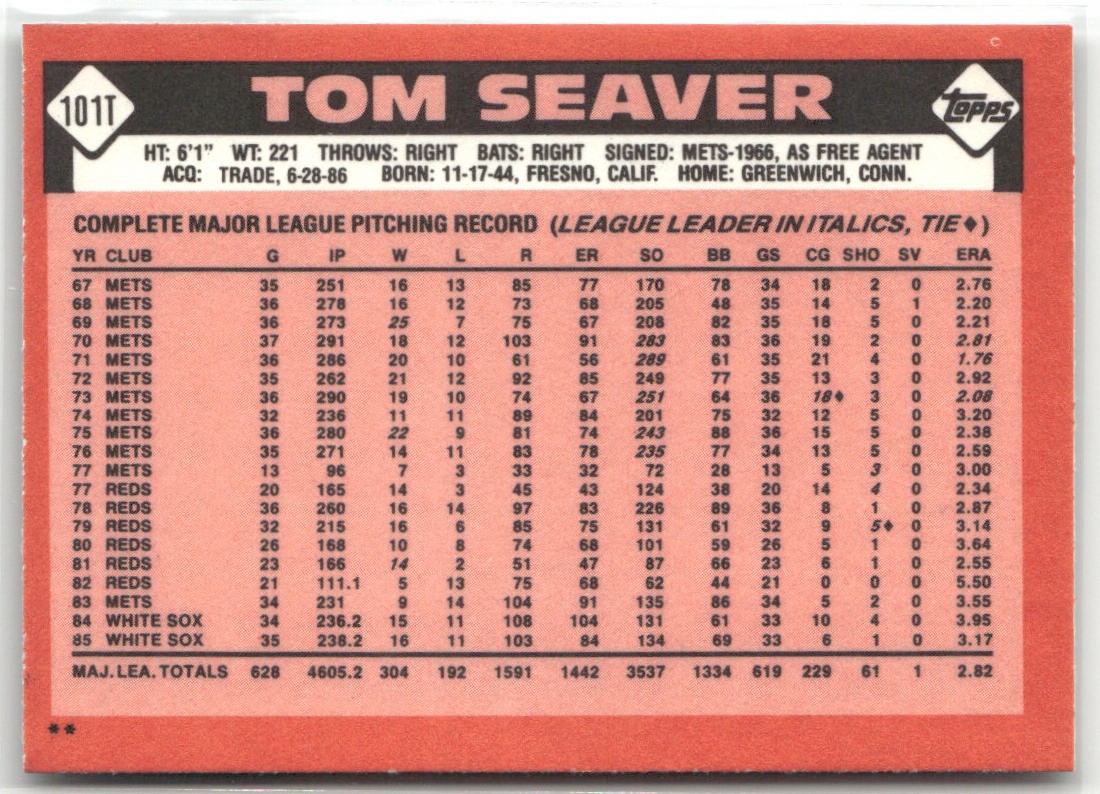 101T
TOM SEAVER
topps
HT: 6'1" WT: 221 THROWS: RIGHT BATS: RIGHT SIGNED: METS-1966, AS FREE AGENT
ACQ: TRADE, 6-28-86 BORN: 11-17-44, FRESNO, CALIF. HOME: GREENWICH, CONN.
COMPLETE MAJOR LEAGUE PITCHING RECORD (LEAGUE LEADER IN ITALICS, TIE♦)
YR CLUB G IP W L R ER SO BB GS CG SHO SV ERA
67 METS 35 251 16 13 85 77 170 78 34 18 2 0 2.76
68 METS 36 278 16 12 73 68 205 48 35 14 5 1 2.20
69 METS 36 273 25 7 75 67 208 82 35 18 5 0 2.21
70 METS 37 291 18 12 103 91 283 83 36 19 2 0 2.81
71 METS 36 286 20 10 61 56 289 61 35 21 4 0 1.76
72 METS 35 262 21 12 92 85 249 77 35 13 3 0 2.92
73 METS 36 290 19 10 74 67 251 64 36 18♦ 3 0 2.08
74 METS 32 236 11 11 89 84 201 75 32 12 5 0 3.20
75 METS 36 280 22 9 81 74 243 88 36 15 5 0 2.38
76 METS 35 271 14 11 83 78 235 77 34 13 5 0 2.59
77 METS 13 96 7 3 33 32 72 28 13 5 3 0 3.00
77 REDS 20 165 14 3 45 43 124 38 20 14 4 0 2.34
78 REDS 36 260 16 14 97 83 226 89 36 8 1 0 2.87
79 REDS 32 215 16 6 85 75 131 61 32 9 5♦ 0 3.14
80 REDS 26 168 10 8 74 68 101 59 26 5 1 0 3.64
81 REDS 23 166 14 2 51 47 87 66 23 6 1 0 2.55
82 REDS 21 111.1 5 13 75 68 62 44 21 0 0 0 5.50
83 METS 34 231 9 14 104 91 135 86 34 5 2 0 3.55
84 WHITE SOX 34 236.2 15 11 108 104 131 61 33 10 4 0 3.95
85 WHITE SOX 35 238.2 16 11 103 84 134 69 33 6 1 0 3.17
MAJ. LEA. TOTALS 628 4605.2 304 192 1591 1442 3537 1334 619 229 61 1 2.82
**